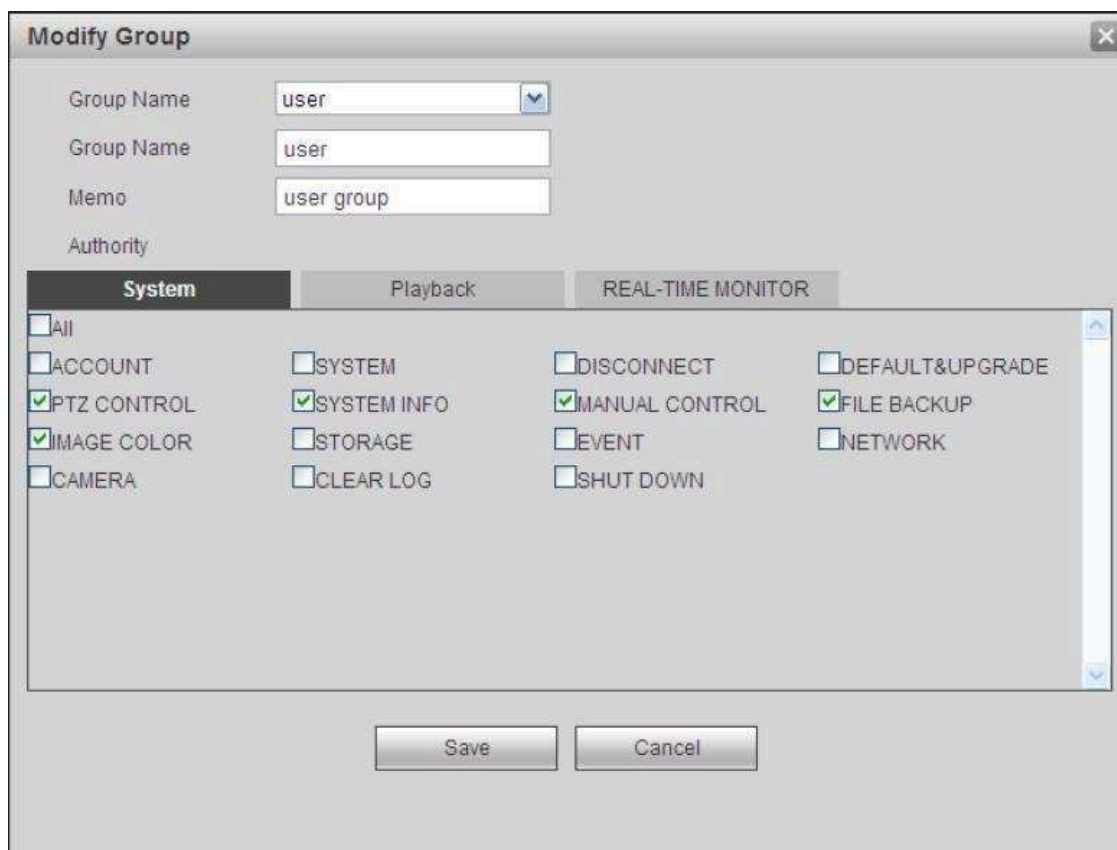 Modify Group
Group Name user
Group Name user
Memo user group
Authority
System Playback REAL-TIME MONITOR
All
ACCOUNT SYSTEM DISCONNECT DEFAULT&UPGRADE
PTZ CONTROL SYSTEM INFO MANUAL CONTROL FILE BACKUP
IMAGE COLOR STORAGE EVENT NETWORK
CAMERA CLEAR LOG SHUT DOWN
Save Cancel